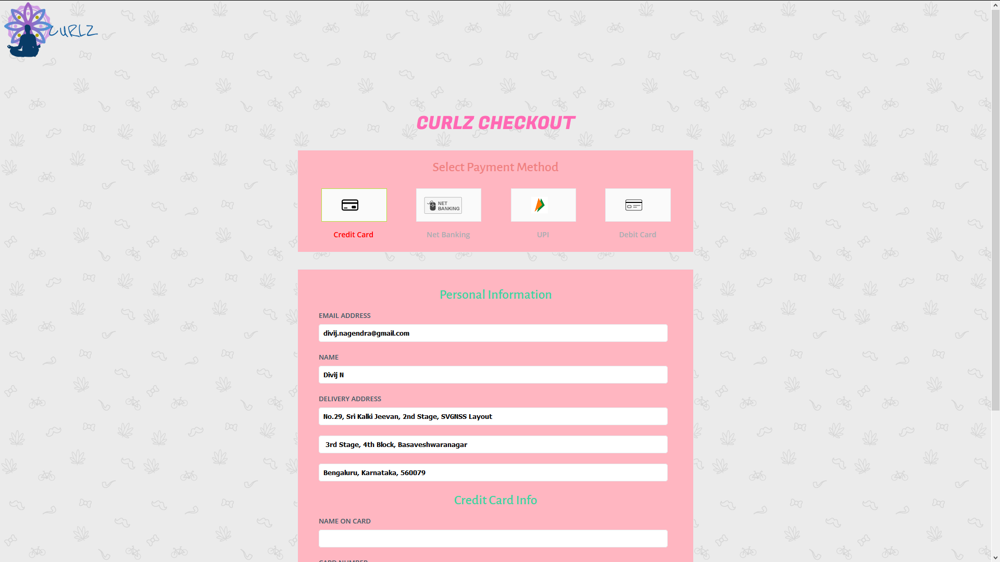 CURLZ
CURLZ CHECKOUT
Select Payment Method
NET
BANKING
Credit Card
Net Banking
UPI
Debit Card
Personal Information
EMAIL ADDRESS
divij.nagendra@gmail.com
NAME
Divij N
DELIVERY ADDRESS
No.29, Sri Kalki Jeevan, 2nd Stage, SVGNSS Layout
3rd Stage, 4th Block, Basaveshwaranagar
Bengaluru, Karnataka, 560079
Credit Card Info
NAME ON CARD
CARD NUMBER